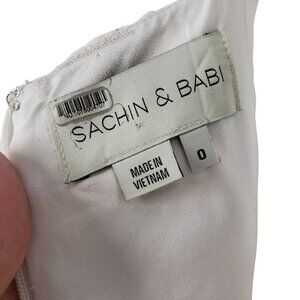 SACHIN & BABI
MADE IN
VIETNAM
0